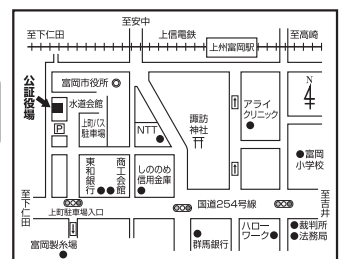 至安中
至下仁田
上信電鉄
至高崎
上州富岡駅
公証役場
富岡市役所
水道会館
P
上町バス
駐車場
NTT
諏訪
神社
アライ
クリニック
N
4
富岡
小学校
東和銀行
商工会館
しののめ
信用金庫
至下仁田
上町駐車場入口
国道254号線
至吉井
富岡製糸場
群馬銀行
ハロー
ワーク
裁判所
法務局